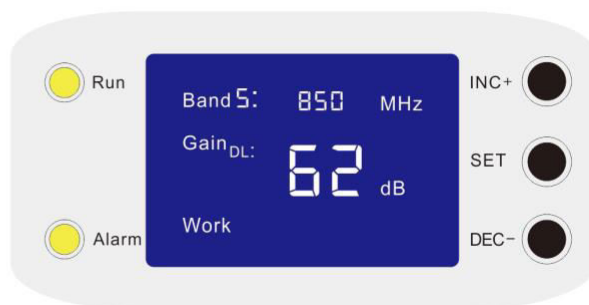 Run
Alarm
Band 5: 850 MHz
Gain DL: 62 dB
Work
INC+
SET
DEC-